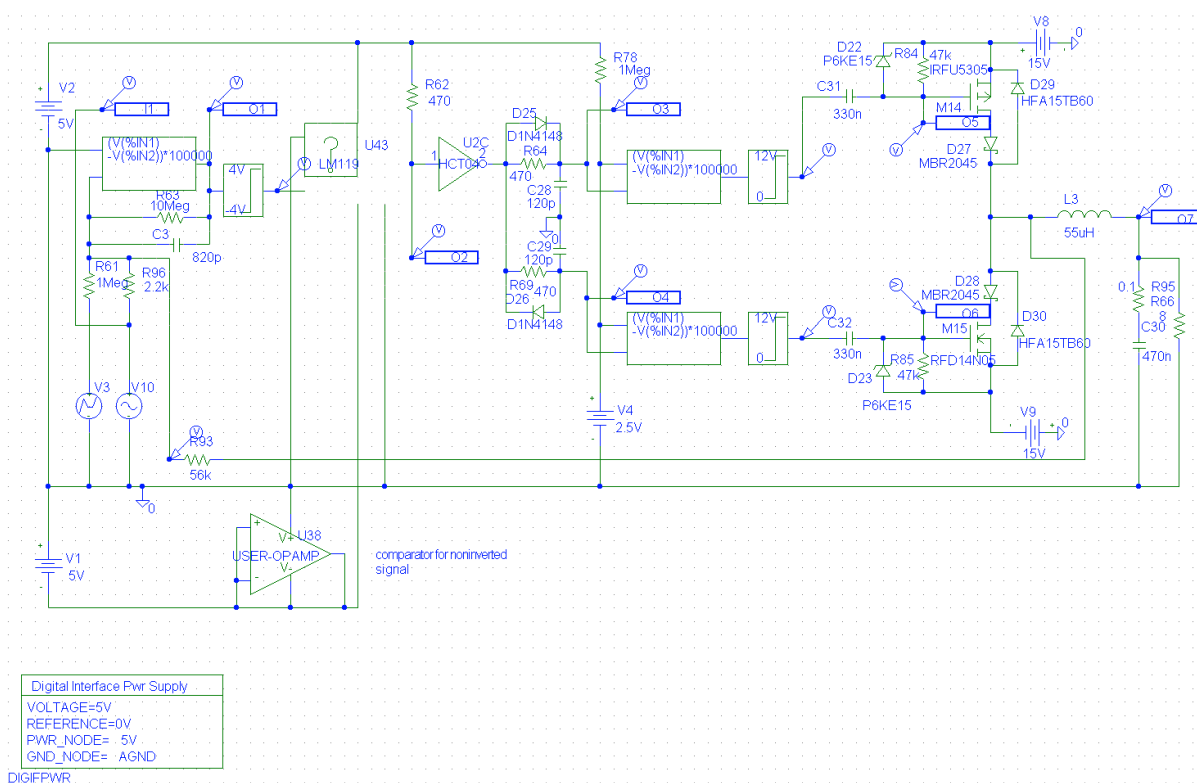 V8
0
15V
D22
P6KE15
R84
47k
IRFU5305
D29
HFA15TB60
R78
1Meg
V2
5V
I1
O1
R62
470
C31
330n
M14
O5
D27
MBR2045
D25
D1N4148
O3
(V(%IN1)
-V(%IN2))*100000
U43
LM119
U2C
1
2
HCT04
R64
470
(V(%IN1)
-V(%IN2))*100000
12V
0
4V
-4V
C28
120p
R63
10Meg
L3
55uH
O7
C3
820p
0
C29
120p
O2
R61
1Meg
R96
2.2k
R69
470
D26
D1N4148
O4
D28
MBR2045
O6
0.1
R95
R66
8
(V(%IN1)
-V(%IN2))*100000
12V
0
C32
330n
M15
D30
HFA15TB60
C30
470n
R85
47k
RFD14N05
D23
P6KE15
V3
V10
V4
2.5V
V9
0
15V
R93
56k
0
V1
5V
U38
USER-OPAMP
V+
V-
comparator for noninverted
signal
Digital Interface Pwr Supply
VOLTAGE=5V
REFERENCE=0V
PWR_NODE= 5V
GND_NODE= AGND
DIGIFPWR